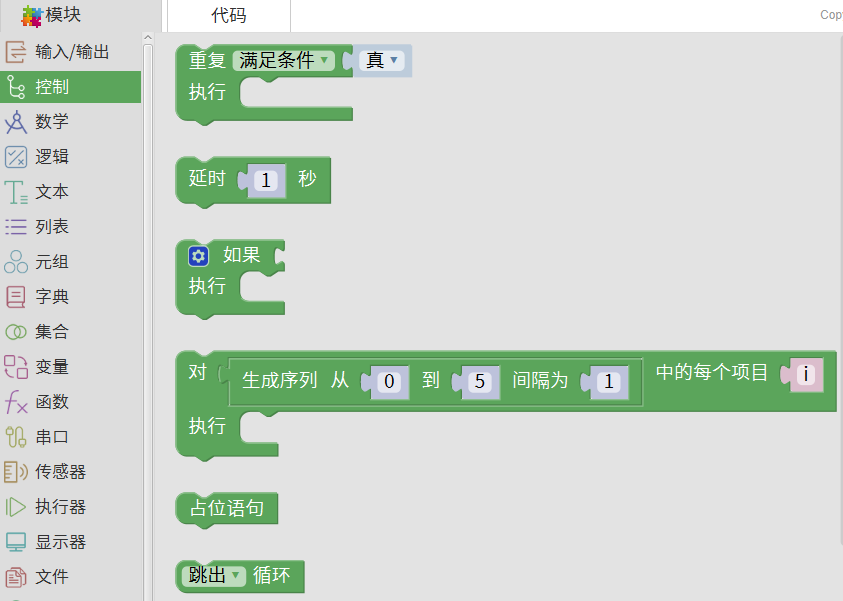 模块
代码
Cop
输入/输出
控制
数学
逻辑
文本
列表
元组
字典
集合
变量
函数
串口
传感器
执行器
显示器
文件
重复 满足条件 真
执行
延时 1 秒
如果
执行
对 生成序列 从 0 到 5 间隔为 1 中的每个项目 i
执行
占位语句
跳出 循环